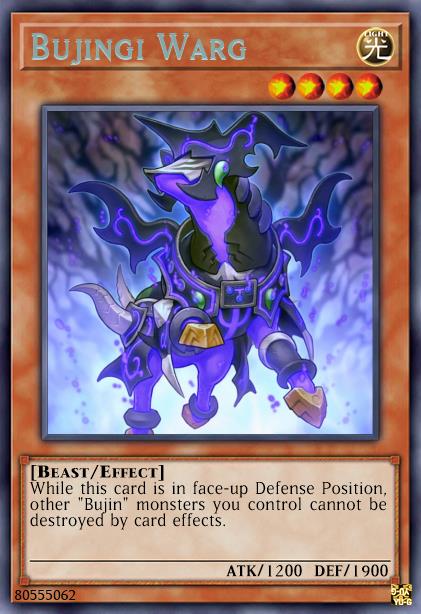 Bujingi Warg
LIGHT
光
[Beast/Effect]
While this card is in face-up Defense Position,
other "Bujin" monsters you control cannot be
destroyed by card effects.
ATK/1200 DEF/1900
80555062